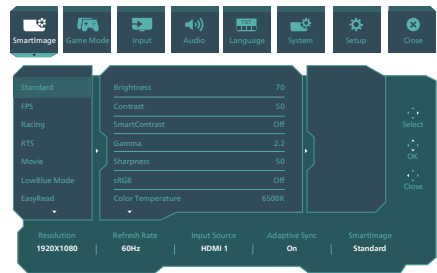 SmartImage
Game Mode
Input
Audio
Language
System
Setup
Close
Standard
FPS
Racing
RTS
Movie
LowBlue Mode
EasyRead
Brightness 70
Contrast 50
SmartContrast Off
Gamma 2.2
Sharpness 50
sRGB Off
Color Temperature 6500K
Select
OK
Close
Resolution
1920X1080
Refresh Rate
60Hz
Input Source
HDMI 1
Adaptive Sync
On
SmartImage
Standard